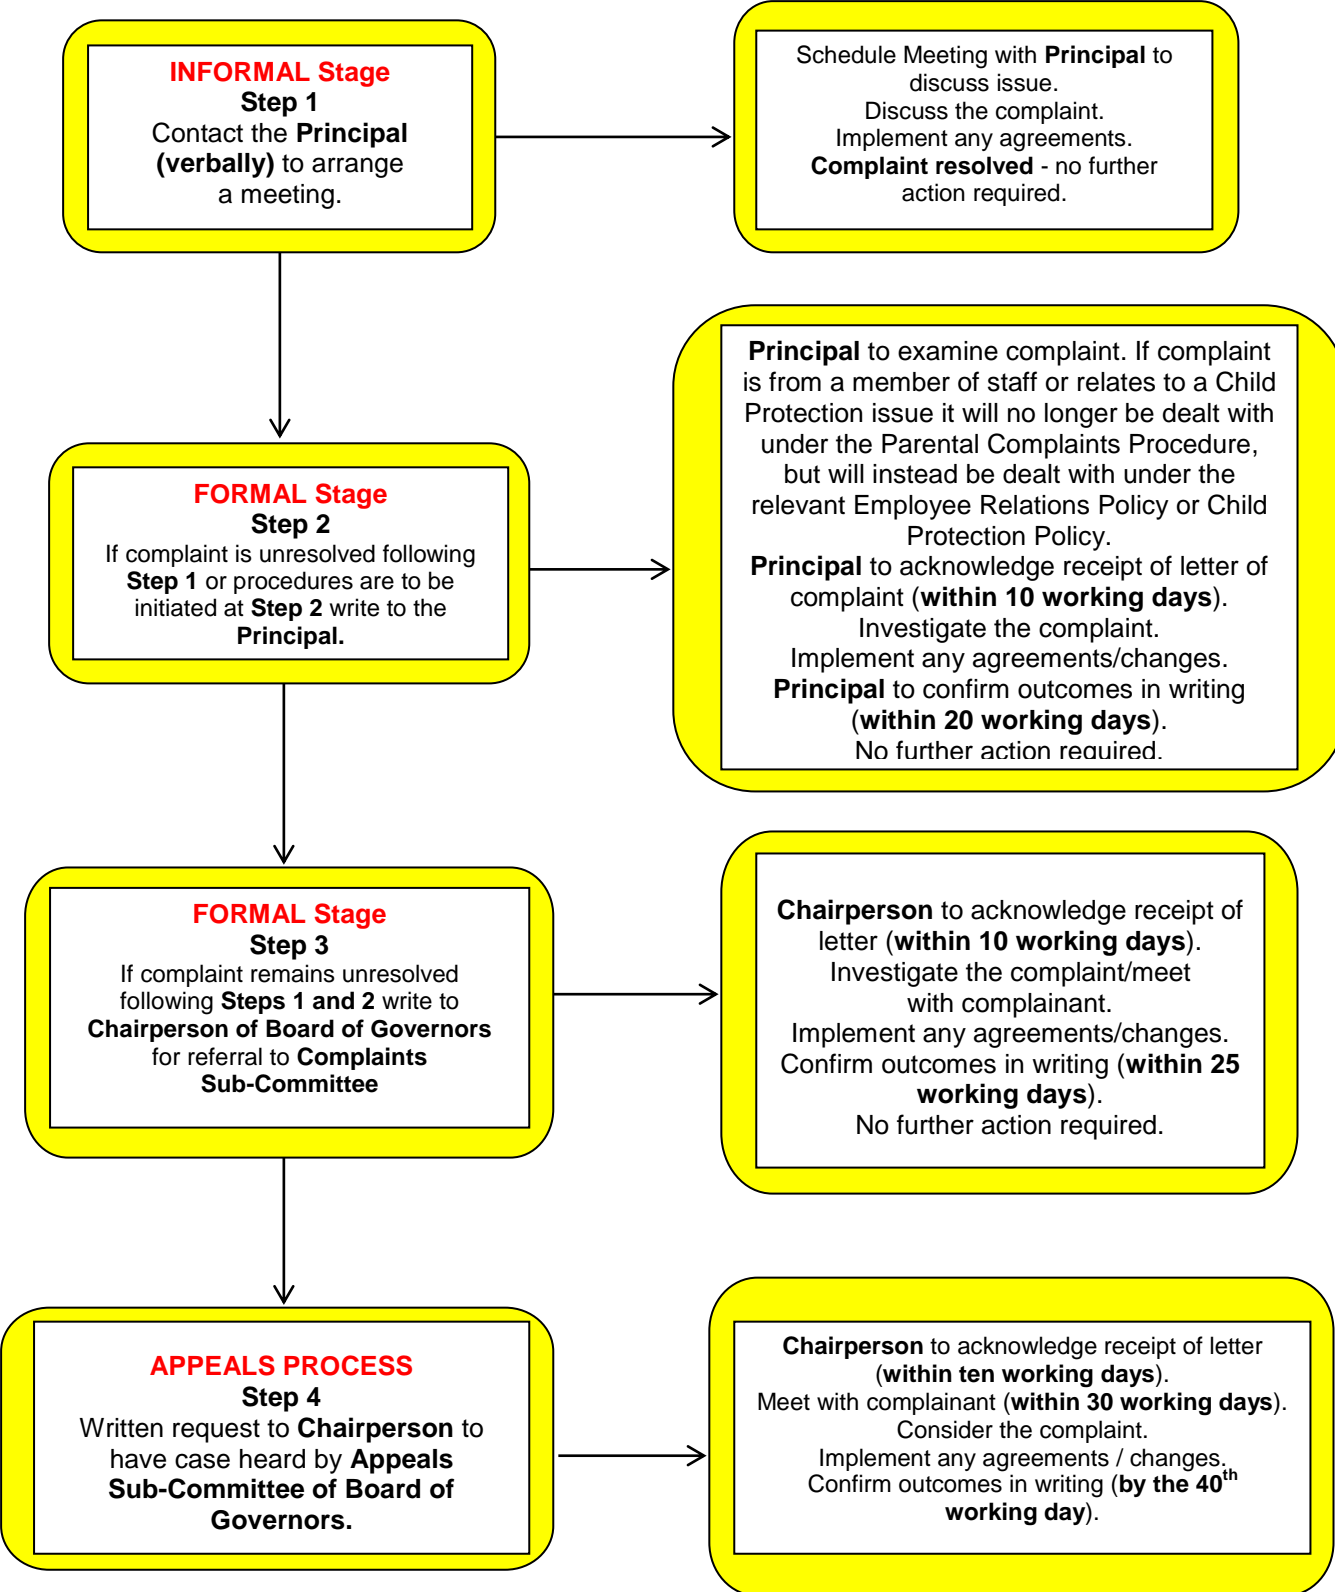 INFORMAL Stage
Step 1
Contact the Principal
(verbally) to arrange
a meeting.
Schedule Meeting with Principal to
discuss issue.
Discuss the complaint.
Implement any agreements.
Complaint resolved - no further
action required.
FORMAL Stage
Step 2
If complaint is unresolved following
Step 1 or procedures are to be
initiated at Step 2 write to the
Principal.
Principal to examine complaint. If complaint
is from a member of staff or relates to a Child
Protection issue it will no longer be dealt with
under the Parental Complaints Procedure,
but will instead be dealt with under the
relevant Employee Relations Policy or Child
Protection Policy.
Principal to acknowledge receipt of letter of
complaint (within 10 working days).
Investigate the complaint.
Implement any agreements/changes.
Principal to confirm outcomes in writing
(within 20 working days).
No further action required.
FORMAL Stage
Step 3
If complaint remains unresolved
following Steps 1 and 2 write to
Chairperson of Board of Governors
for referral to Complaints
Sub-Committee
Chairperson to acknowledge receipt of
letter (within 10 working days).
Investigate the complaint/meet
with complainant.
Implement any agreements/changes.
Confirm outcomes in writing (within 25
working days).
No further action required.
APPEALS PROCESS
Step 4
Written request to Chairperson to
have case heard by Appeals
Sub-Committee of Board of
Governors.
Chairperson to acknowledge receipt of letter
(within ten working days).
Meet with complainant (within 30 working days).
Consider the complaint.
Implement any agreements / changes.
Confirm outcomes in writing (by the 40th
working day).